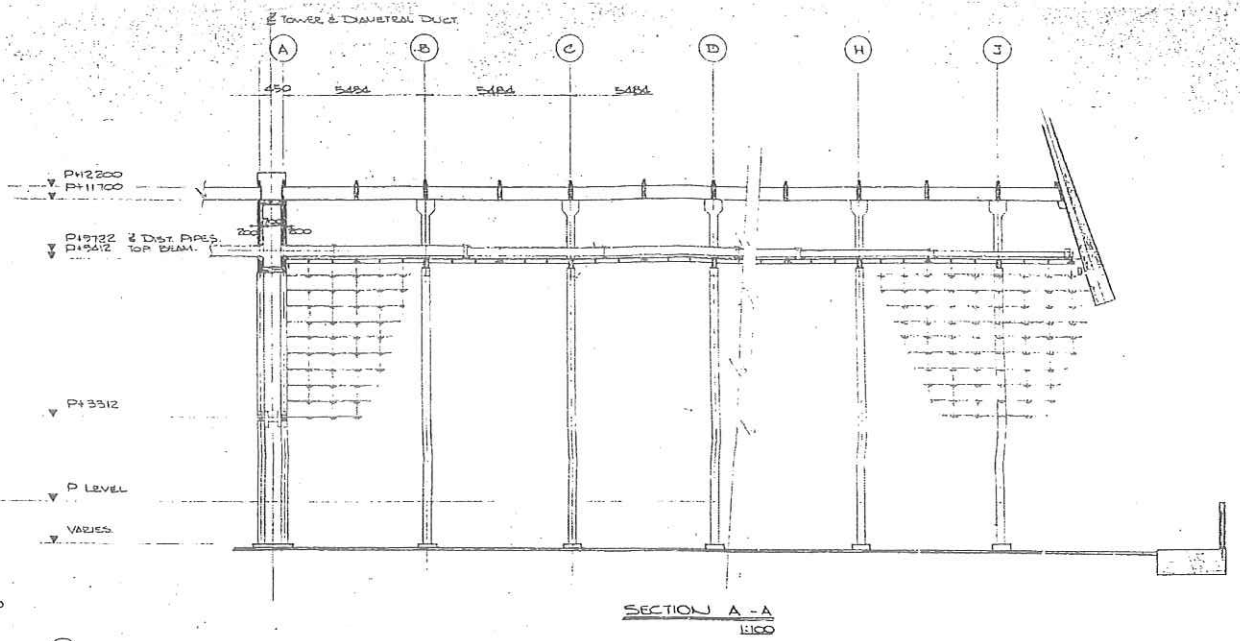 ℄ TOWER & DIAMETRAL DUCT.
A B C D H J
450 5484 5484 5484
P+12200
P+11700
200 200
P+9722 ℄ DIST. PIPES.
P+9412 TOP BEAM.
P+3312
P LEVEL
VARIES
SECTION A-A
1:100